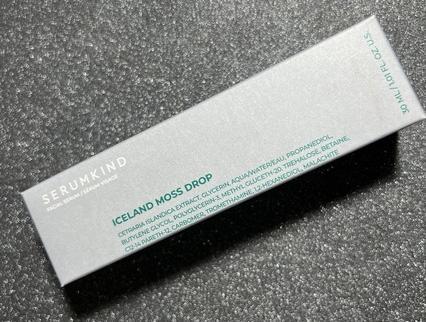 SERUMKIND
FACIAL SERUM / SÉRUM VISAGE
ICELAND MOSS DROP
CETRARIA ISLANDICA EXTRACT, GLYCERIN, AQUA/WATER/EAU, PROPANEDIOL,
BUTYLENE GLYCOL, POLYGLYCERIN-3, METHYL GLUCETH-20, TREHALOSE, BETAINE,
C12-14 PARETH-12, CARBOMER, TROMETHAMINE, 1,2-HEXANEDIOL, MALACHITE
30 ML / 1.01 FL. OZ. U.S.